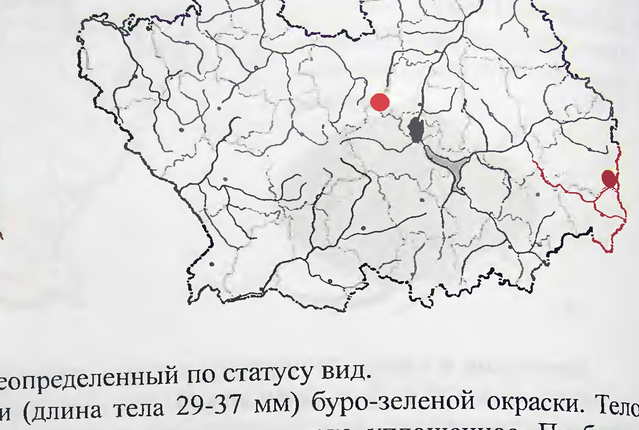 еопределенный по статусу вид.
и (длина тела 29-37 мм) буро-зеленой окраски. Тело